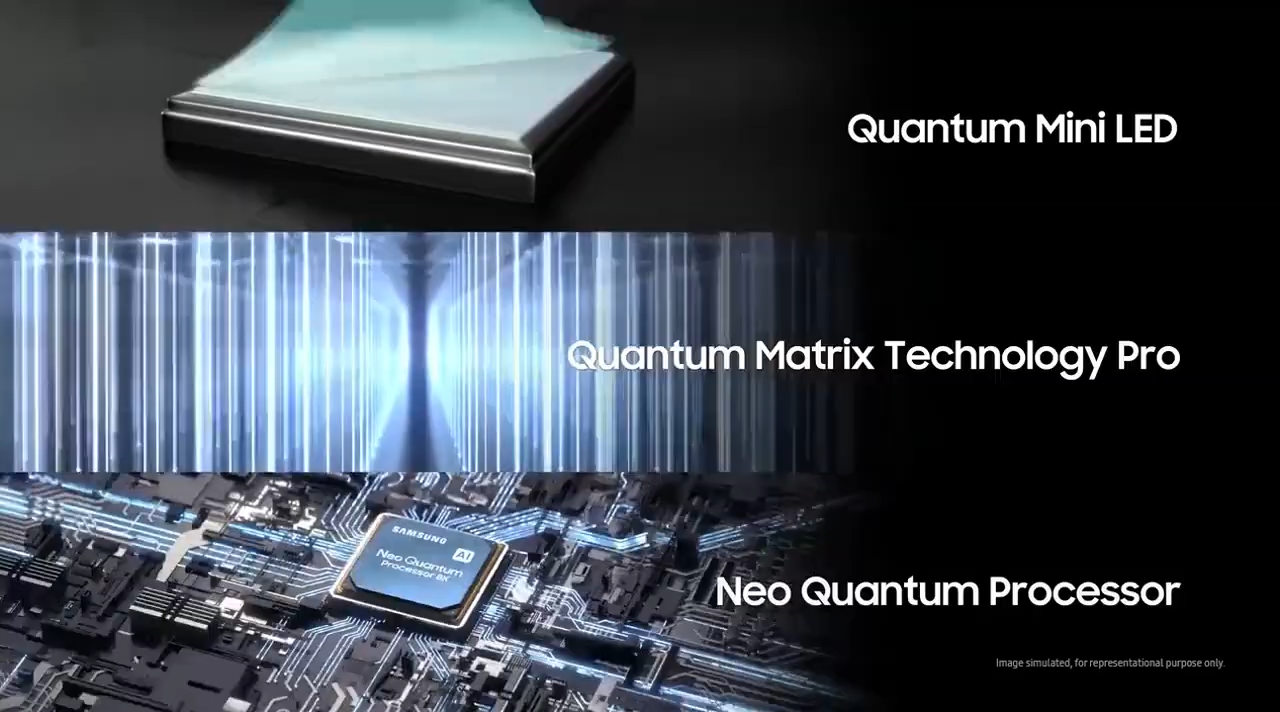 Quantum Mini LED
Quantum Matrix Technology Pro
SAMSUNG
AI
Neo Quantum
Processor 8K
Neo Quantum Processor
Image simulated, for representational purpose only.